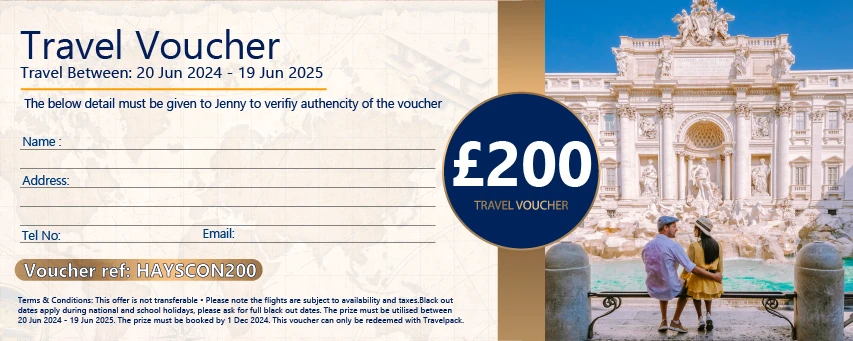 Travel Voucher
Travel Between: 20 Jun 2024 - 19 Jun 2025
The below detail must be given to Jenny to verifiy authencity of the voucher
Name :
Address:
Tel No: Email:
Voucher ref: HAYSCON200
£200
TRAVEL VOUCHER
Terms & Conditions: This offer is not transferable • Please note the flights are subject to availability and taxes.Black out
dates apply during national and school holidays, please ask for full black out dates. The prize must be utilised between
20 Jun 2024 - 19 Jun 2025. The prize must be booked by 1 Dec 2024. This voucher can only be redeemed with Travelpack.